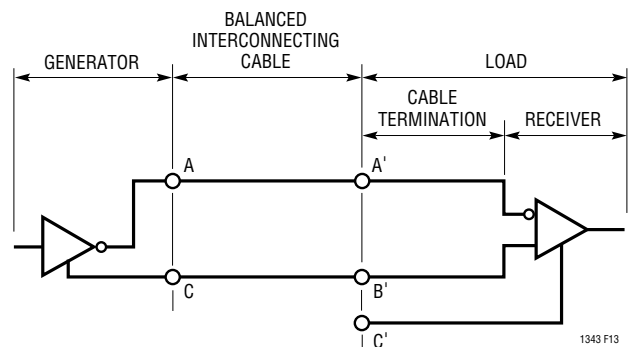 BALANCED
INTERCONNECTING
CABLE
GENERATOR
LOAD
CABLE
TERMINATION
RECEIVER
A
A'
C
B'
C'
1343 F13